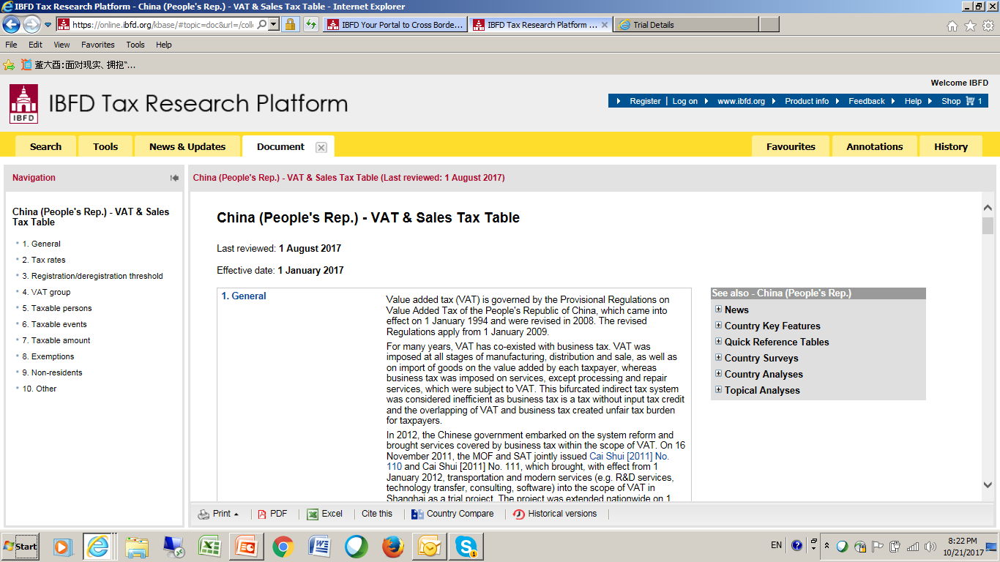 IBFD Tax Research Platform - China (People's Rep.) - VAT & Sales Tax Table - Internet Explorer
https://online.ibfd.org/kbase/#topic=doc&url=/coll
IBFD Your Portal to Cross Borde...
IBFD Tax Research Platform ...
Trial Details
File Edit View Favorites Tools Help
董大酉:面对现实、拥抱“...
Welcome IBFD
IBFD
IBFD Tax Research Platform
Register | Log on www.ibfd.org Product info Feedback Help Shop 1
Search Tools News & Updates Document Favourites Annotations History
Navigation
China (People's Rep.) - VAT & Sales Tax Table (Last reviewed: 1 August 2017)
China (People's Rep.) - VAT & Sales
Tax Table
1. General
2. Tax rates
3. Registration/deregistration threshold
4. VAT group
5. Taxable persons
6. Taxable events
7. Taxable amount
8. Exemptions
9. Non-residents
10. Other
China (People's Rep.) - VAT & Sales Tax Table
Last reviewed: 1 August 2017
Effective date: 1 January 2017
1. General
Value added tax (VAT) is governed by the Provisional Regulations on
Value Added Tax of the People's Republic of China, which came into
effect on 1 January 1994 and were revised in 2008. The revised
Regulations apply from 1 January 2009.
For many years, VAT has co-existed with business tax. VAT was
imposed at all stages of manufacturing, distribution and sale, as well as
on import of goods on the value added by each taxpayer, whereas
business tax was imposed on services, except processing and repair
services, which were subject to VAT. This bifurcated indirect tax system
was considered inefficient as business tax is a tax without input tax credit
and the overlapping of VAT and business tax created unfair tax burden
for taxpayers.
In 2012, the Chinese government embarked on the system reform and
brought services covered by business tax within the scope of VAT. On 16
November 2011, the MOF and SAT jointly issued Cai Shui [2011] No.
110 and Cai Shui [2011] No. 111, which brought, with effect from 1
January 2012, transportation and modern services (e.g. R&D services,
technology transfer, consulting, software) into the scope of VAT in
Shanghai as a trial project. The project was extended nationwide on 1
See also - China (People's Rep.)
News
Country Key Features
Quick Reference Tables
Country Surveys
Country Analyses
Topical Analyses
Print PDF Excel Cite this Country Compare Historical versions
Start
EN
8:22 PM
10/21/2017